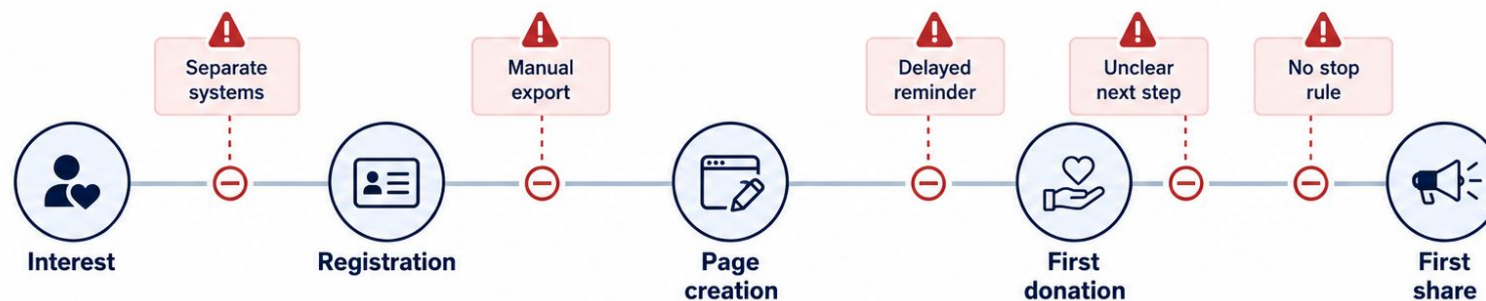 Separate
systems
Manual
export
Delayed
reminder
Unclear
next step
No stop
rule
Interest
Registration
Page
creation
First
donation
First
share